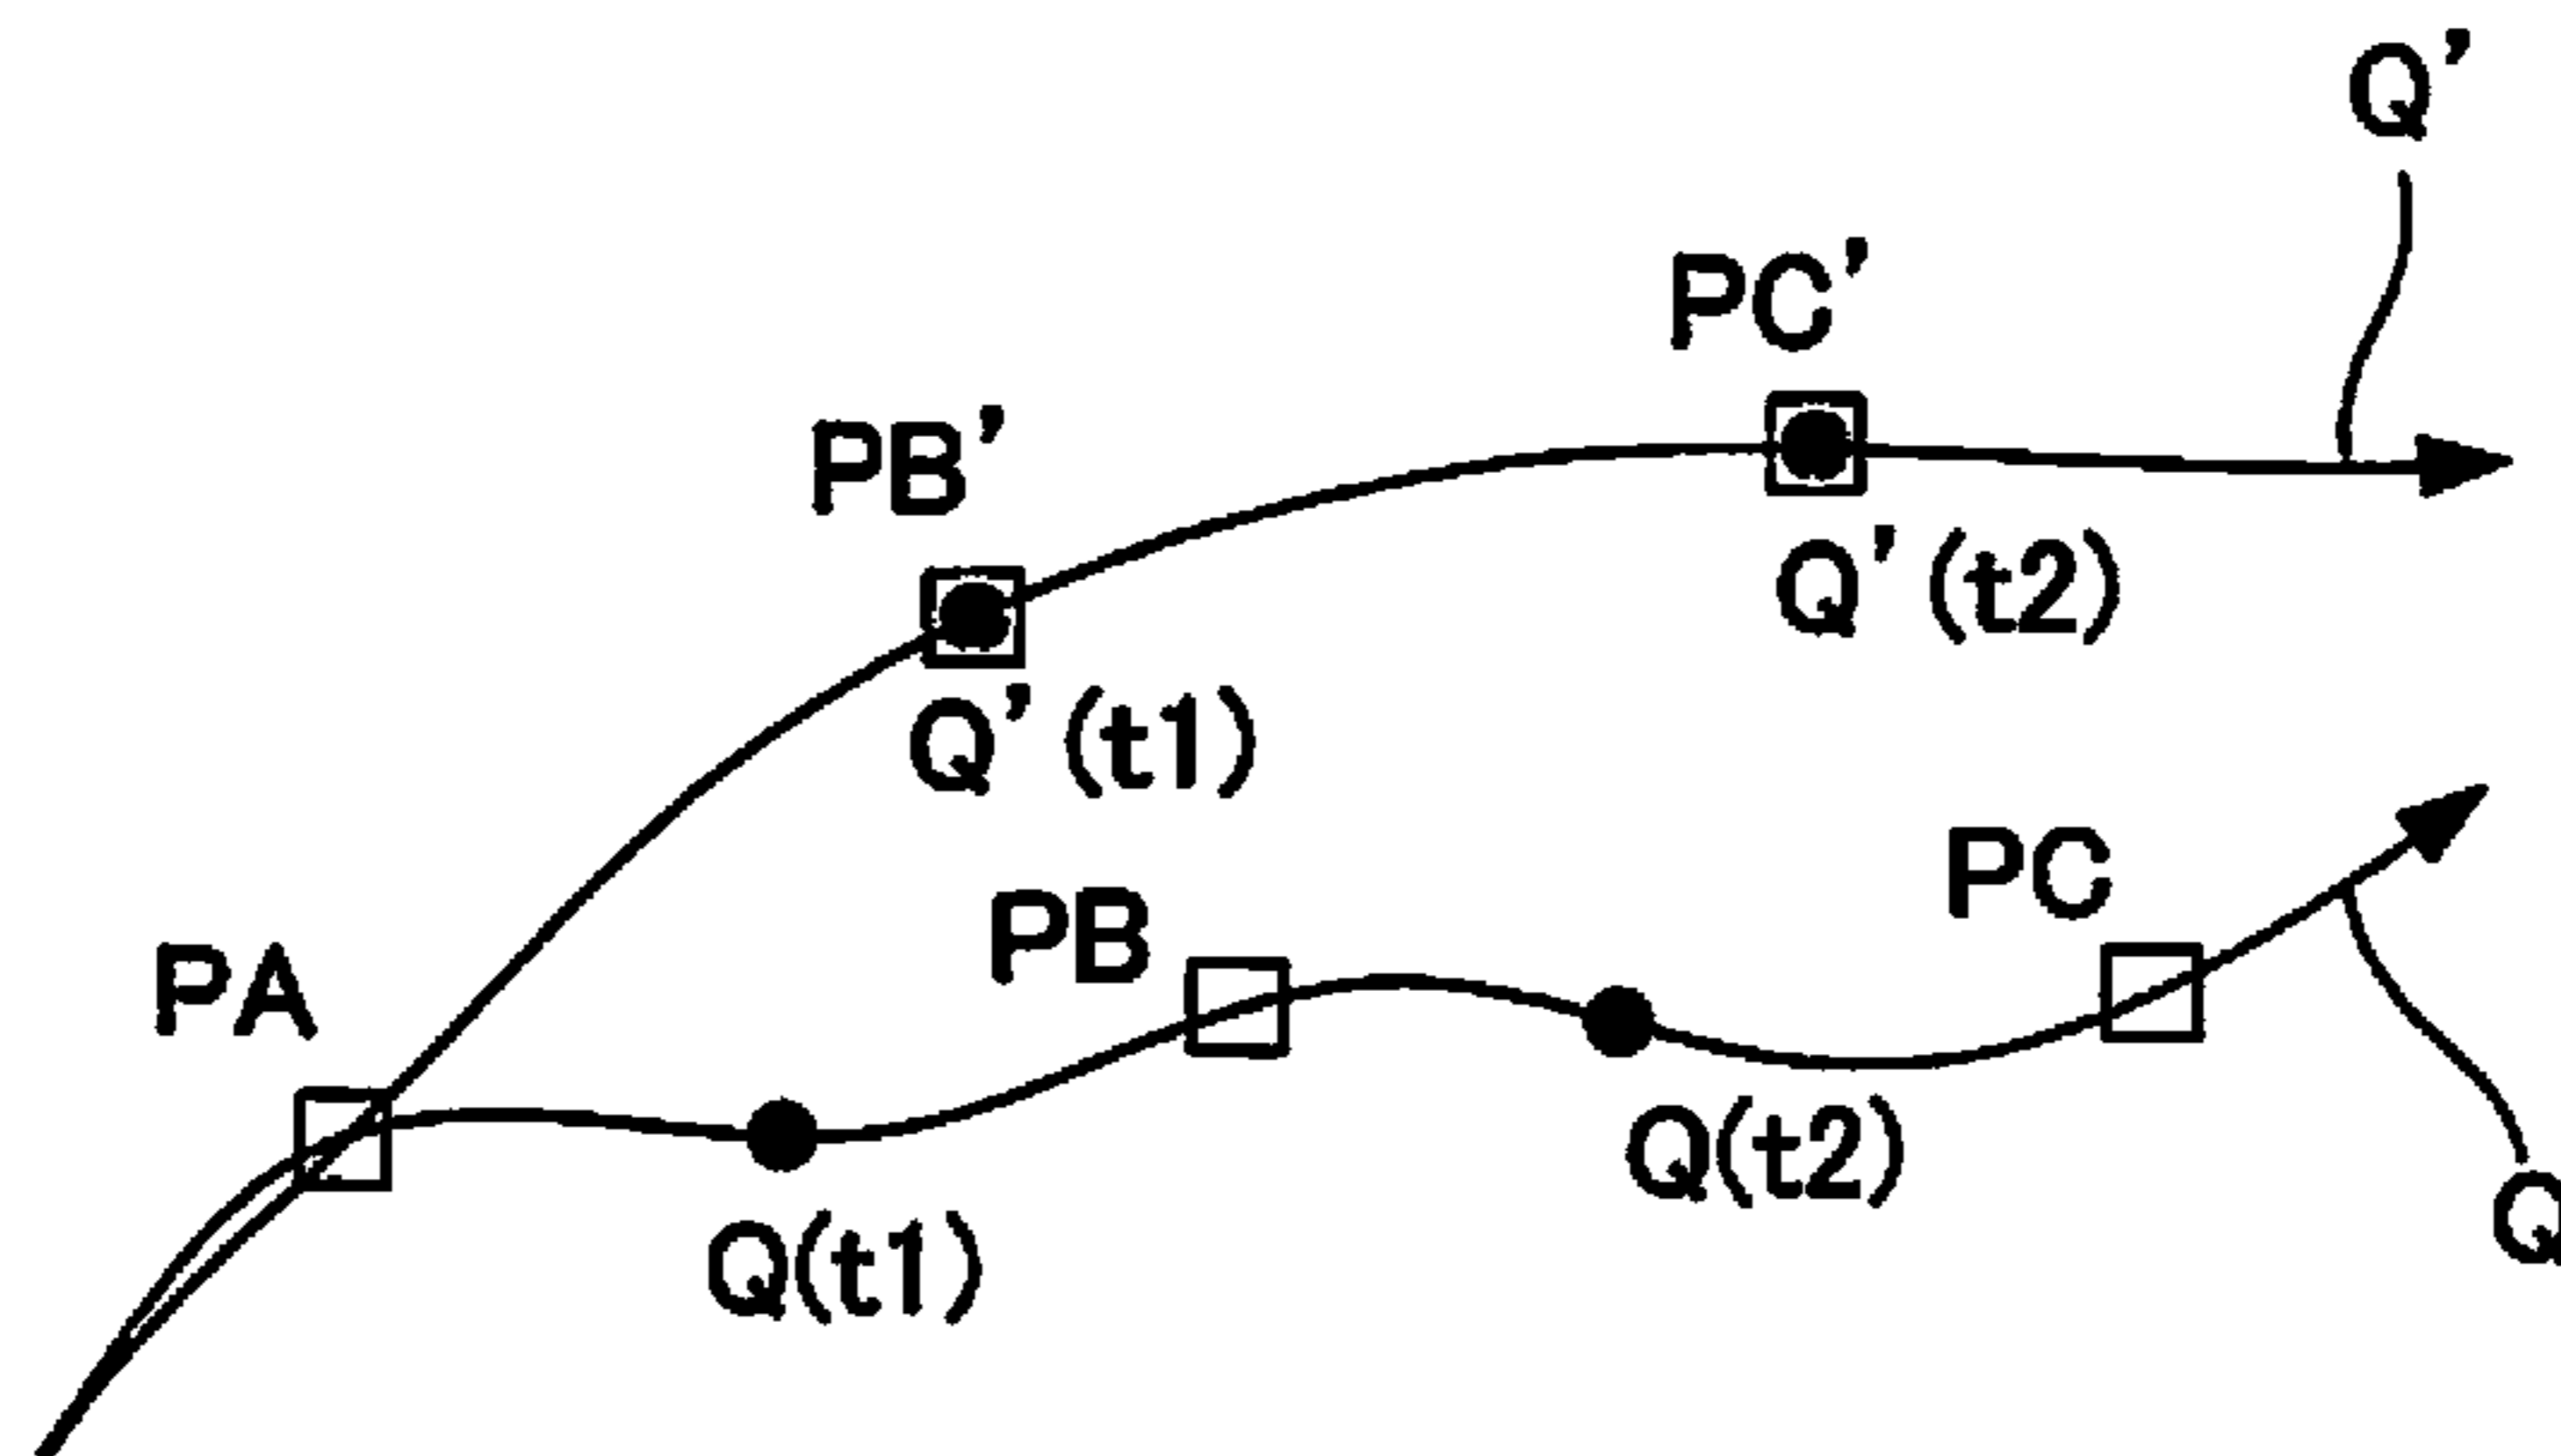 Q'
PC'
PB'
Q'(t2)
Q'(t1)
PC
PB
PA
Q(t2)
Q
Q(t1)